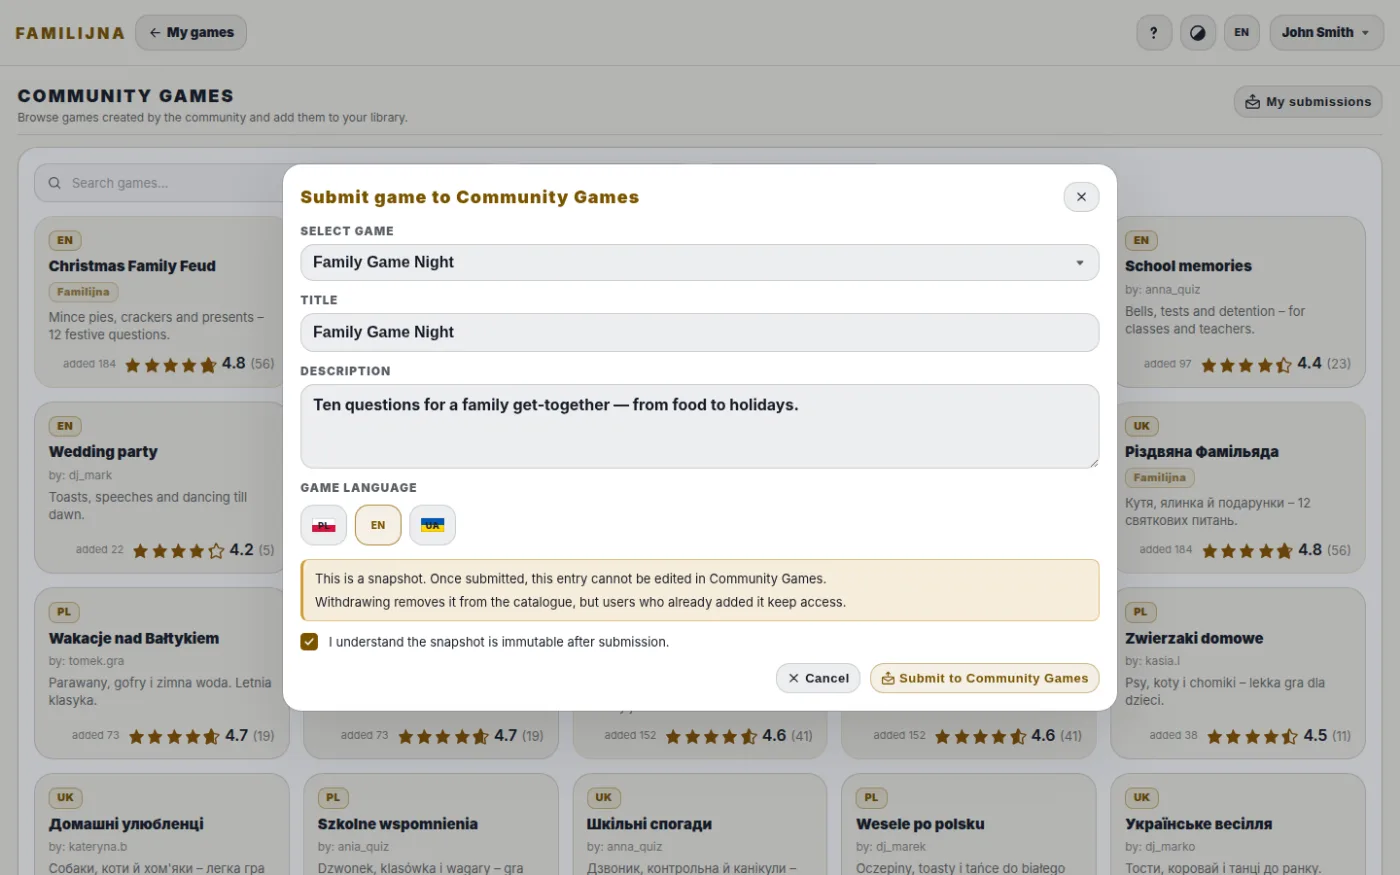 FAMILIJNA
← My games
?
EN
John Smith
COMMUNITY GAMES
Browse games created by the community and add them to your library.
My submissions
Search games...
Submit game to Community Games
SELECT GAME
Family Game Night
TITLE
Family Game Night
DESCRIPTION
Ten questions for a family get-together — from food to holidays.
GAME LANGUAGE
PL
EN
UA
This is a snapshot. Once submitted, this entry cannot be edited in Community Games.
Withdrawing removes it from the catalogue, but users who already added it keep access.
I understand the snapshot is immutable after submission.
Cancel
Submit to Community Games
EN
Christmas Family Feud
Familijna
Mince pies, crackers and presents –
12 festive questions.
added 184 4.8 (56)
EN
School memories
by: anna_quiz
Bells, tests and detention – for
classes and teachers.
added 97 4.4 (23)
EN
Wedding party
by: dj_mark
Toasts, speeches and dancing till
dawn.
added 22 4.2 (5)
UK
Різдвяна Фамільяда
Familijna
Кутя, ялинка й подарунки – 12
святкових питань.
added 184 4.8 (56)
PL
Wakacje nad Bałtykiem
by: tomek.gra
Parawany, gofry i zimna woda. Letnia
klasyka.
added 73 4.7 (19)
added 73 4.7 (19)
added 152 4.6 (41)
added 152 4.6 (41)
PL
Zwierzaki domowe
by: kasia.l
Psy, koty i chomiki – lekka gra dla
dzieci.
added 38 4.5 (11)
UK
Домашні улюбленці
by: kateryna.b
Собаки, коти й хом'яки – легка гра
PL
Szkolne wspomnienia
by: ania_quiz
Dzwonek, klasówka i wagary – gra
UK
Шкільні спогади
by: anna_quiz
Дзвоник, контрольна й канікули –
PL
Wesele po polsku
by: dj_marek
Oczepiny, toasty i tańce do białego
UK
Українське весілля
by: dj_marko
Тости, коровай і танці до ранку.